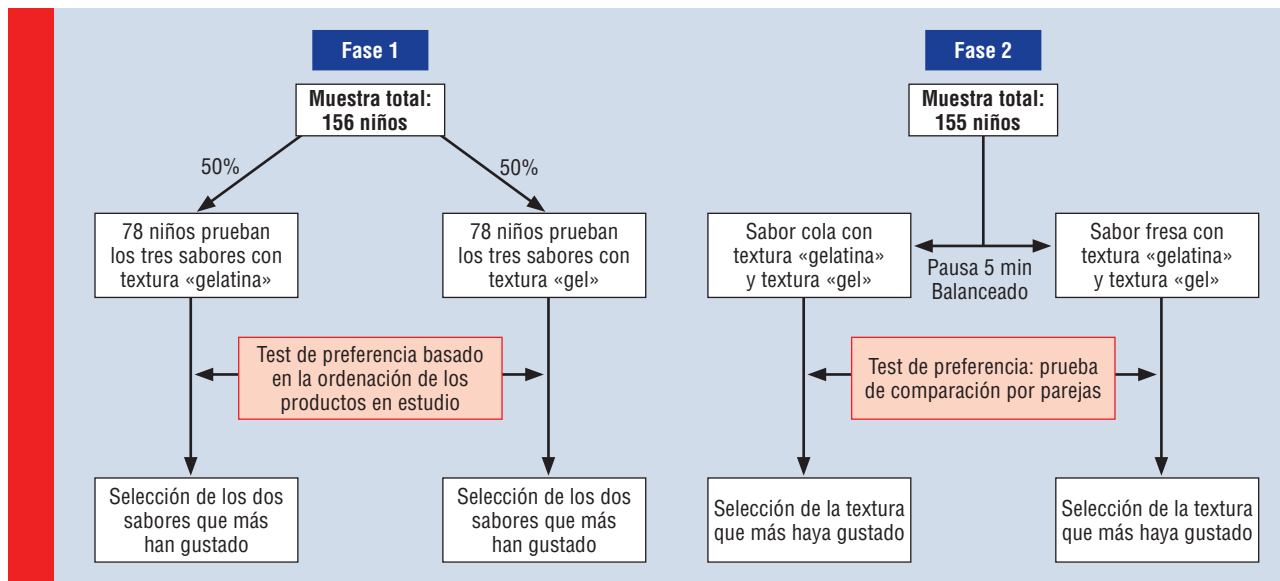 Fase 1
Muestra total:
156 niños
50%
50%
78 niños prueban
los tres sabores con
textura «gelatina»
78 niños prueban
los tres sabores con
textura «gel»
Test de preferencia basado
en la ordenación de los
productos en estudio
Selección de los dos
sabores que más
han gustado
Selección de los dos
sabores que más
han gustado
Fase 2
Muestra total:
155 niños
Sabor cola con
textura «gelatina»
y textura «gel»
Pausa 5 min
Balanceado
Sabor fresa con
textura «gelatina»
y textura «gel»
Test de preferencia: prueba
de comparación por parejas
Selección de la textura
que más haya gustado
Selección de la textura
que más haya gustado